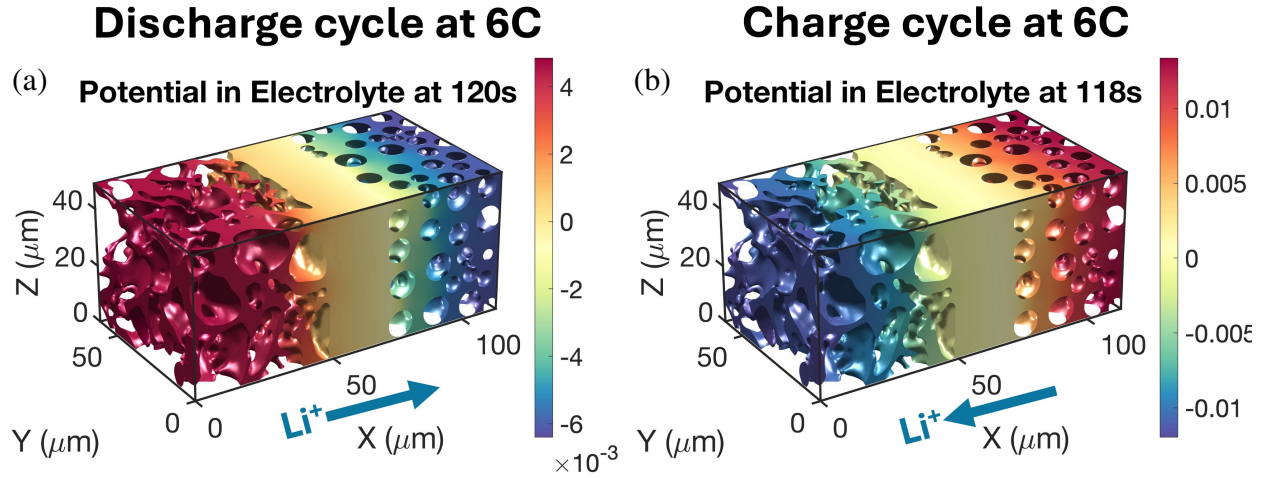 Discharge cycle at 6C
(a)
Potential in Electrolyte at 120s
Z (μm)
40
20
0
50
0
Y (μm)
0
50
100
X (μm)
Li⁺
4
2
0
-2
-4
-6
×10⁻³
Charge cycle at 6C
(b)
Potential in Electrolyte at 118s
Z (μm)
40
20
0
50
0
Y (μm)
0
50
100
X (μm)
Li⁺
0.01
0.005
0
-0.005
-0.01